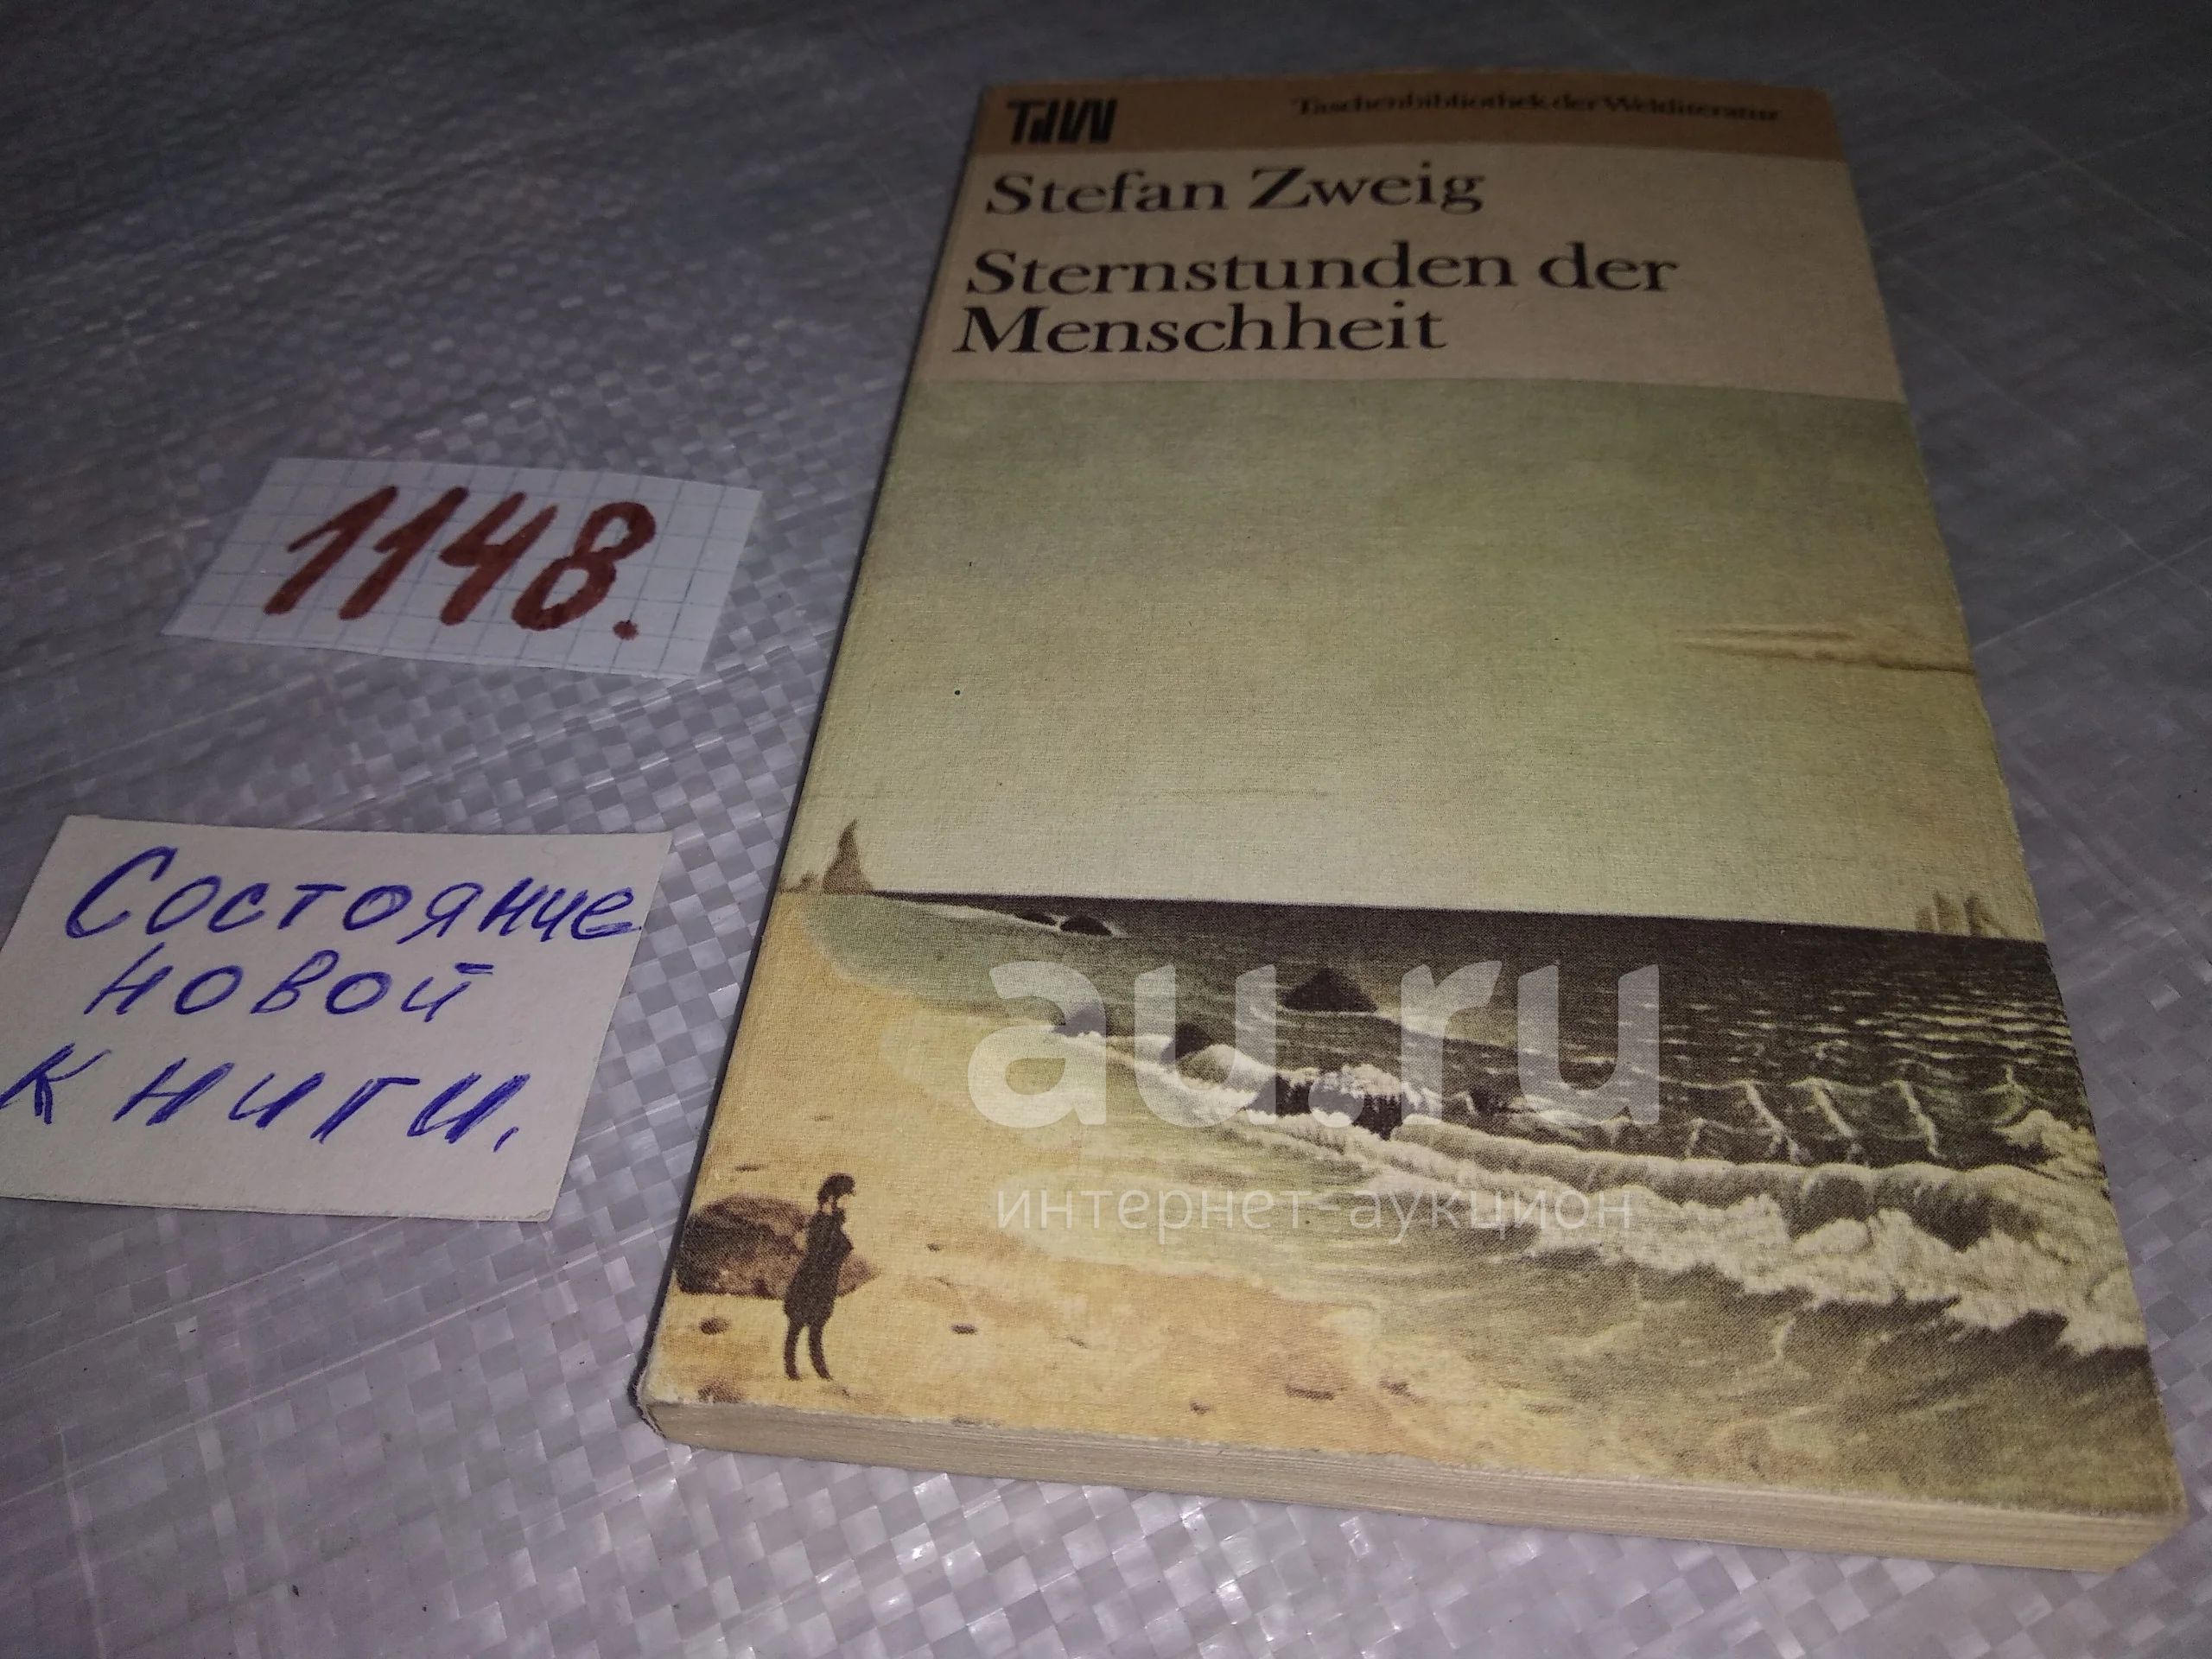 TdW
Taschenbibliothek der Weltliteratur
Stefan Zweig
Sternstunden der
Menschheit
1148.
Состояние
новой
книги.
au.ru
интернет-аукцион